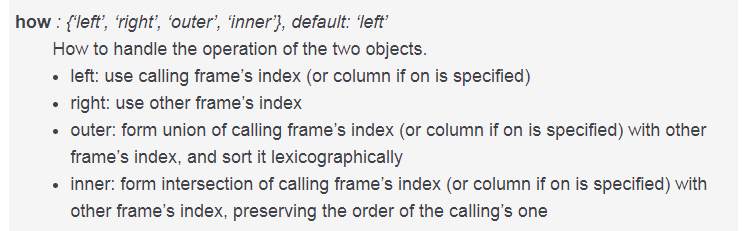 how : {‘left’, ‘right’, ‘outer’, ‘inner’}, default: ‘left’
How to handle the operation of the two objects.
• left: use calling frame’s index (or column if on is specified)
• right: use other frame’s index
• outer: form union of calling frame’s index (or column if on is specified) with other
frame’s index, and sort it lexicographically
• inner: form intersection of calling frame’s index (or column if on is specified) with
other frame’s index, preserving the order of the calling’s one